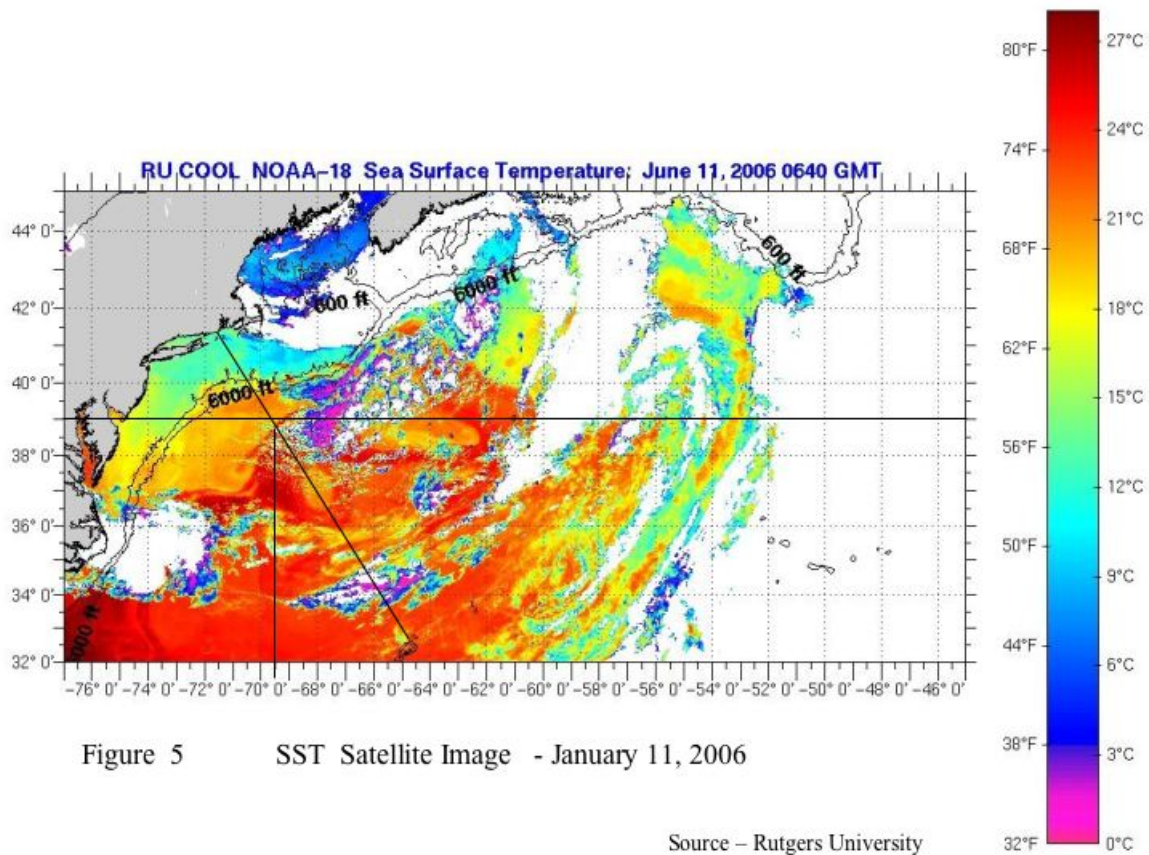 80°F
27°C
24°C
74°F
RU COOL NOAA-18 Sea Surface Temperature: June 11, 2006 0640 GMT
21°C
44 0'
600 ft
68°F
6000 ft
42 0'
600 ft
18°C
62°F
40 0'
6000 ft
15°C
38 0'
56°F
12°C
36 0'
50°F
9°C
34 0'
000 ft
32 0'
44°F
6°C
-76 0' -74 0' -72 0' -70 0' -68 0' -66 0' -64 0' -62 0' -60 0' -58 0' -56 0' -54 0' -52 0' -50 0' -48 0' -46 0'
Figure 5 SST Satellite Image - January 11, 2006
38°F
3°C
Source – Rutgers University
32°F
0°C